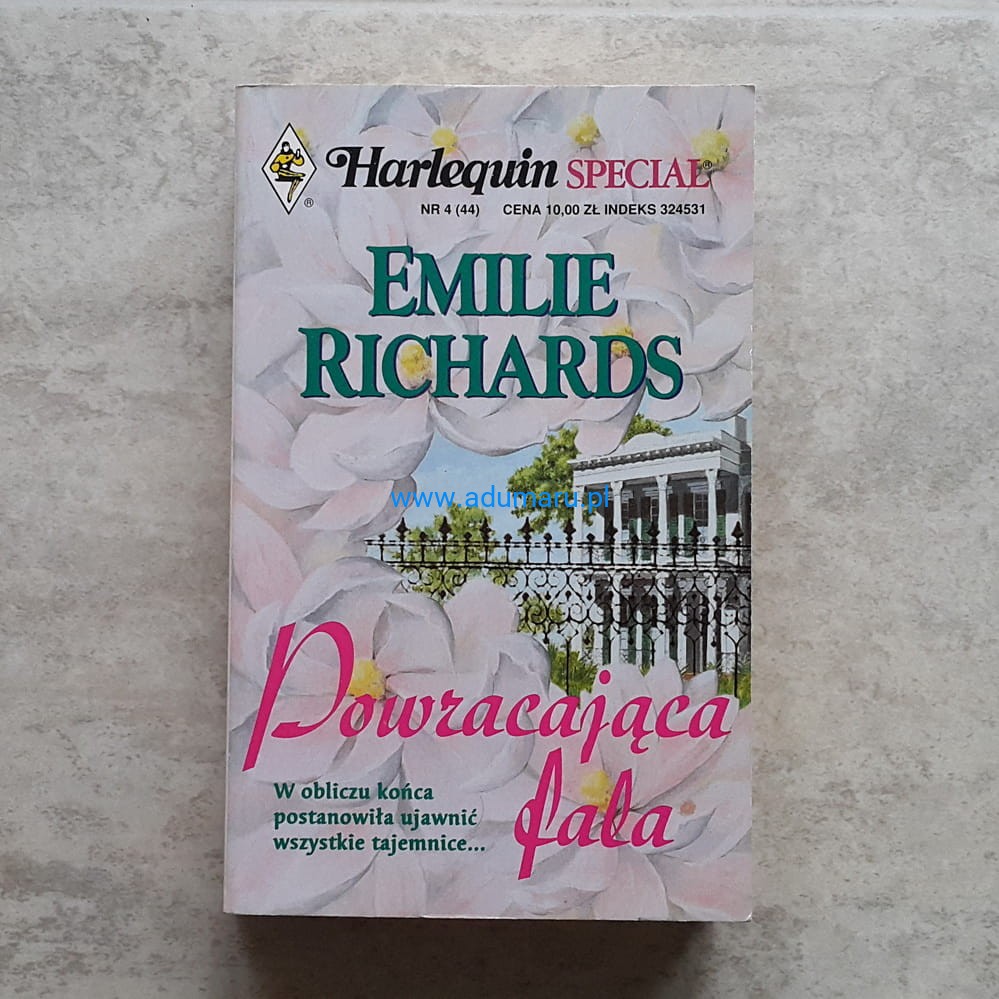 Harlequin SPECIAL®
®
NR 4 (44) CENA 10,00 ZŁ INDEKS 324531
EMILIE
RICHARDS
www.adumaru.pl
Powracająca
fala
W obliczu końca
postanowiła ujawnić
wszystkie tajemnice...